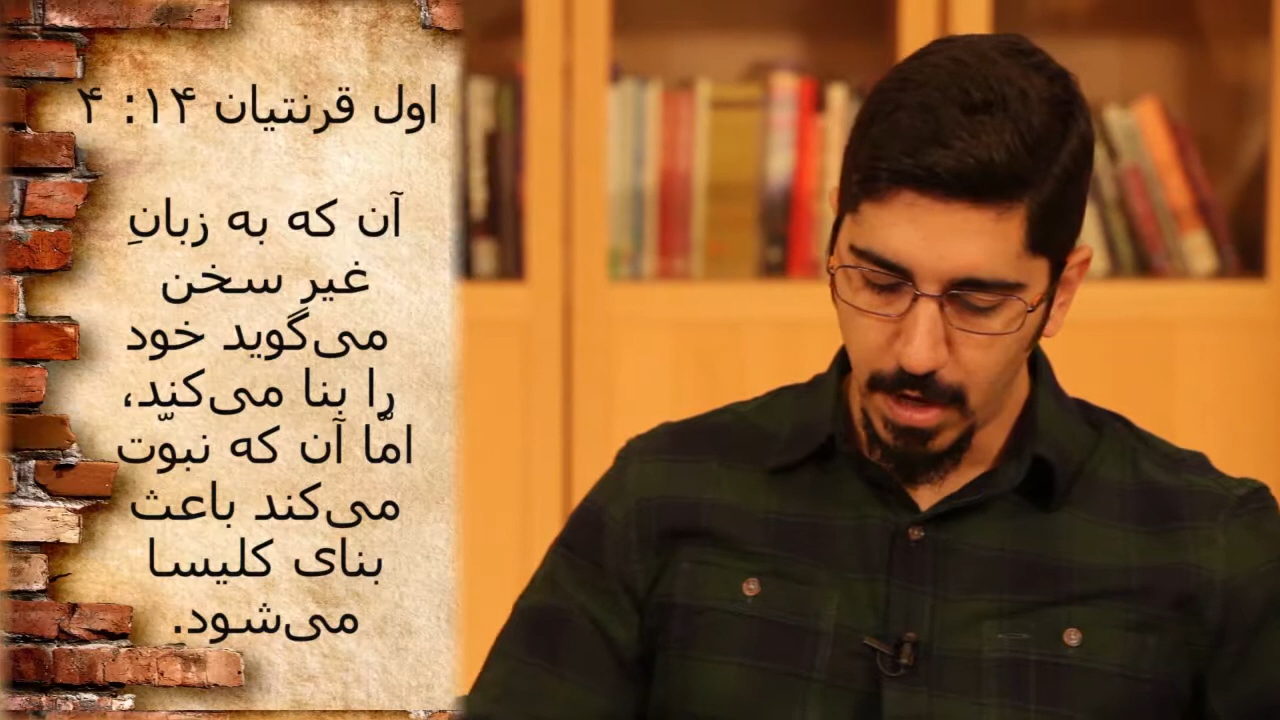 اول قرنتیان ۱۴: ۴
آن که به زبانِ
غیر سخن
می‌گوید خود
را بنا می‌کند،
امّا آن که نبوّت
می‌کند باعث
بنای کلیسا
می‌شود.